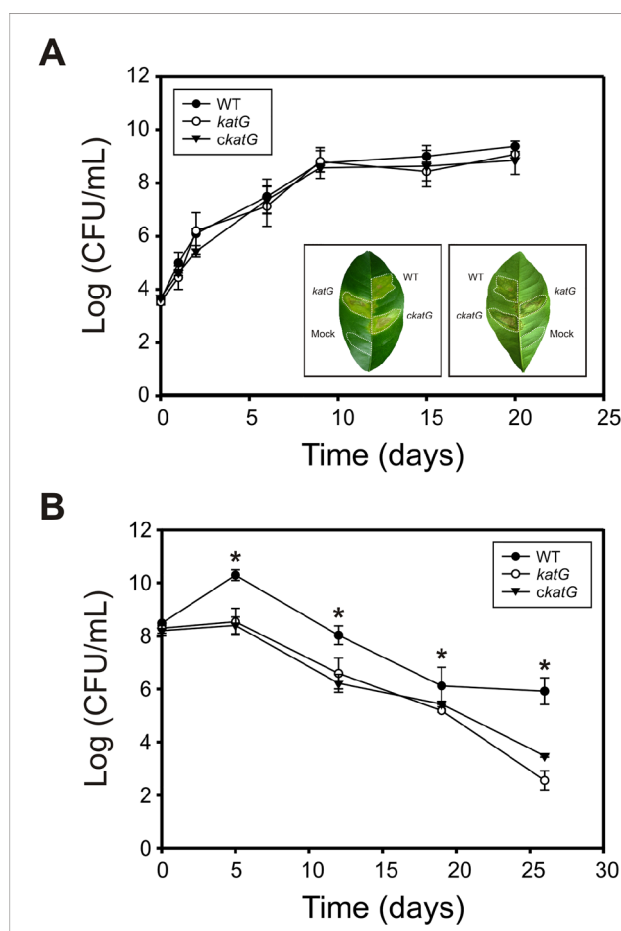 A
12
10
8
6
4
2
0
Log (CFU/mL)
WT
katG
ckatG
katG
WT
ckatG
Mock
WT
katG
ckatG
Mock
0 5 10 15 20 25
Time (days)
B
12
10
8
6
4
2
0
Log (CFU/mL)
WT
katG
ckatG
* * * *
0 5 10 15 20 25 30
Time (days)